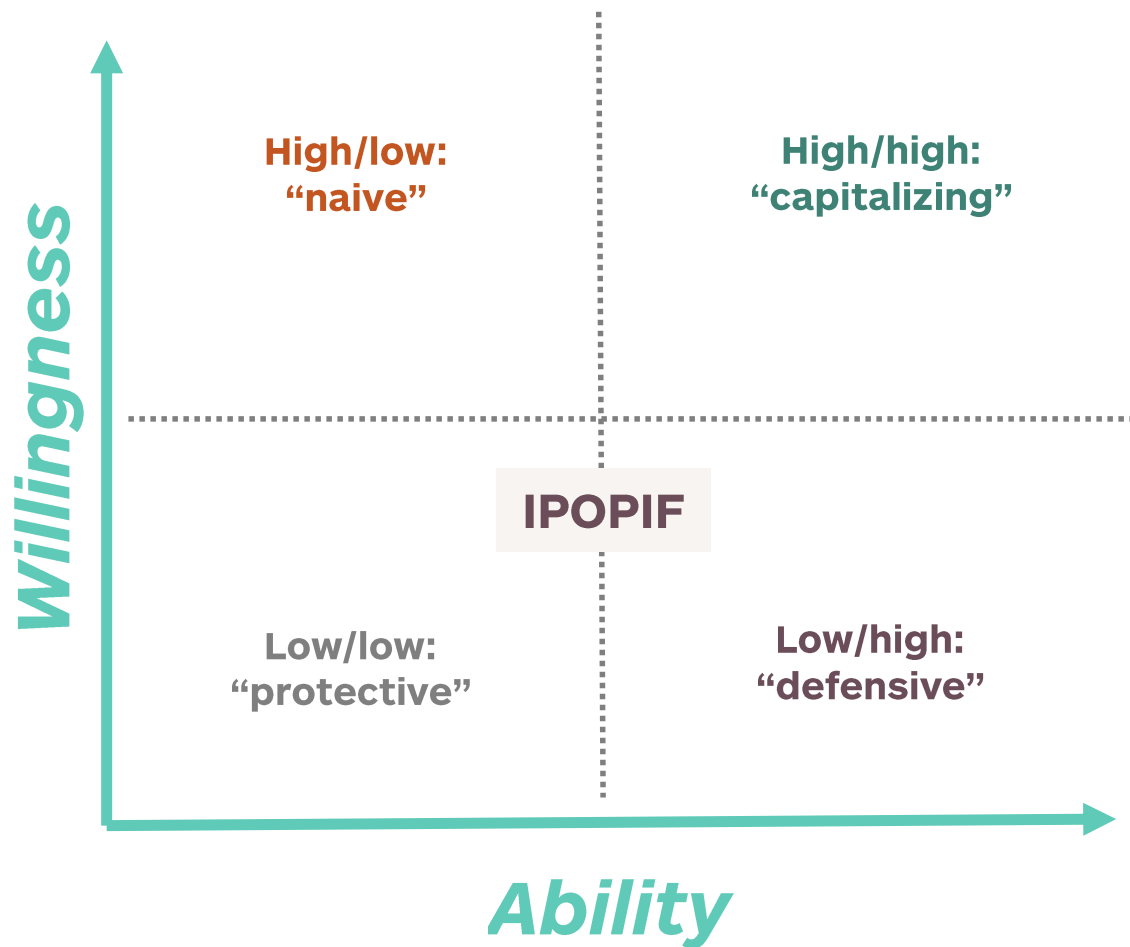 High/low:
“naive”
High/high:
“capitalizing”
Willingness
IPOPIF
Low/low:
“protective”
Low/high:
“defensive”
Ability